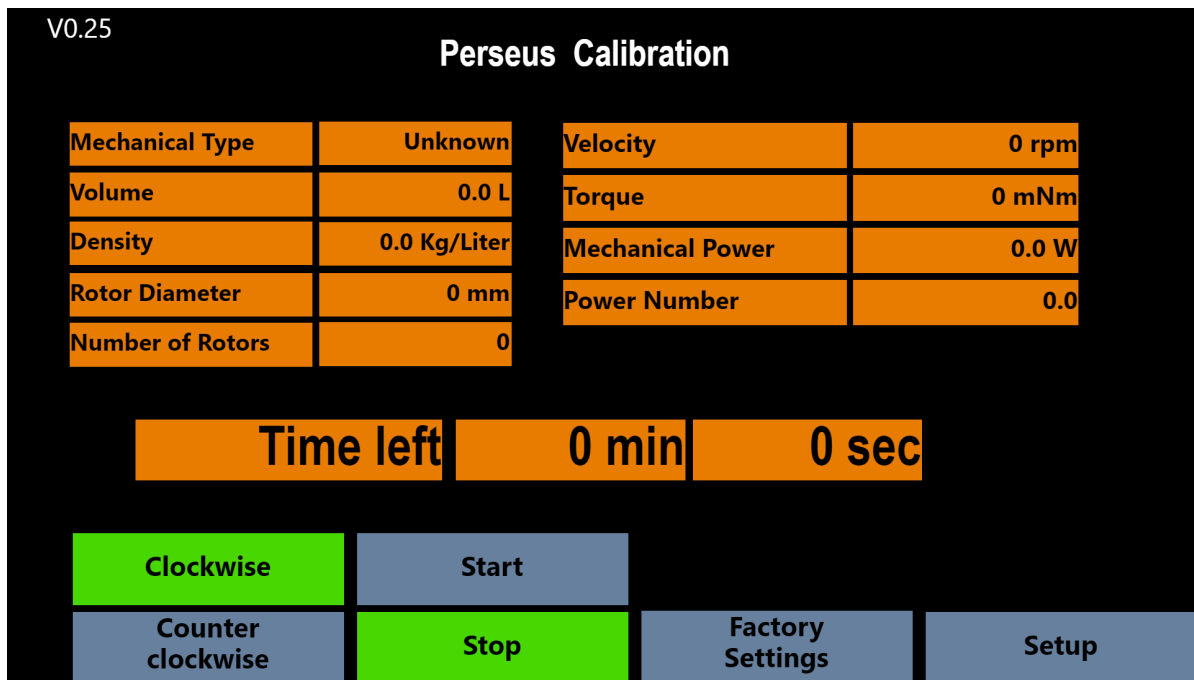 V0.25
Perseus Calibration
Mechanical Type Unknown
Volume 0.0 L
Density 0.0 Kg/Liter
Rotor Diameter 0 mm
Number of Rotors 0
Velocity 0 rpm
Torque 0 mNm
Mechanical Power 0.0 W
Power Number 0.0
Time left 0 min 0 sec
Clockwise Start
Counter
clockwise
Stop
Factory
Settings
Setup